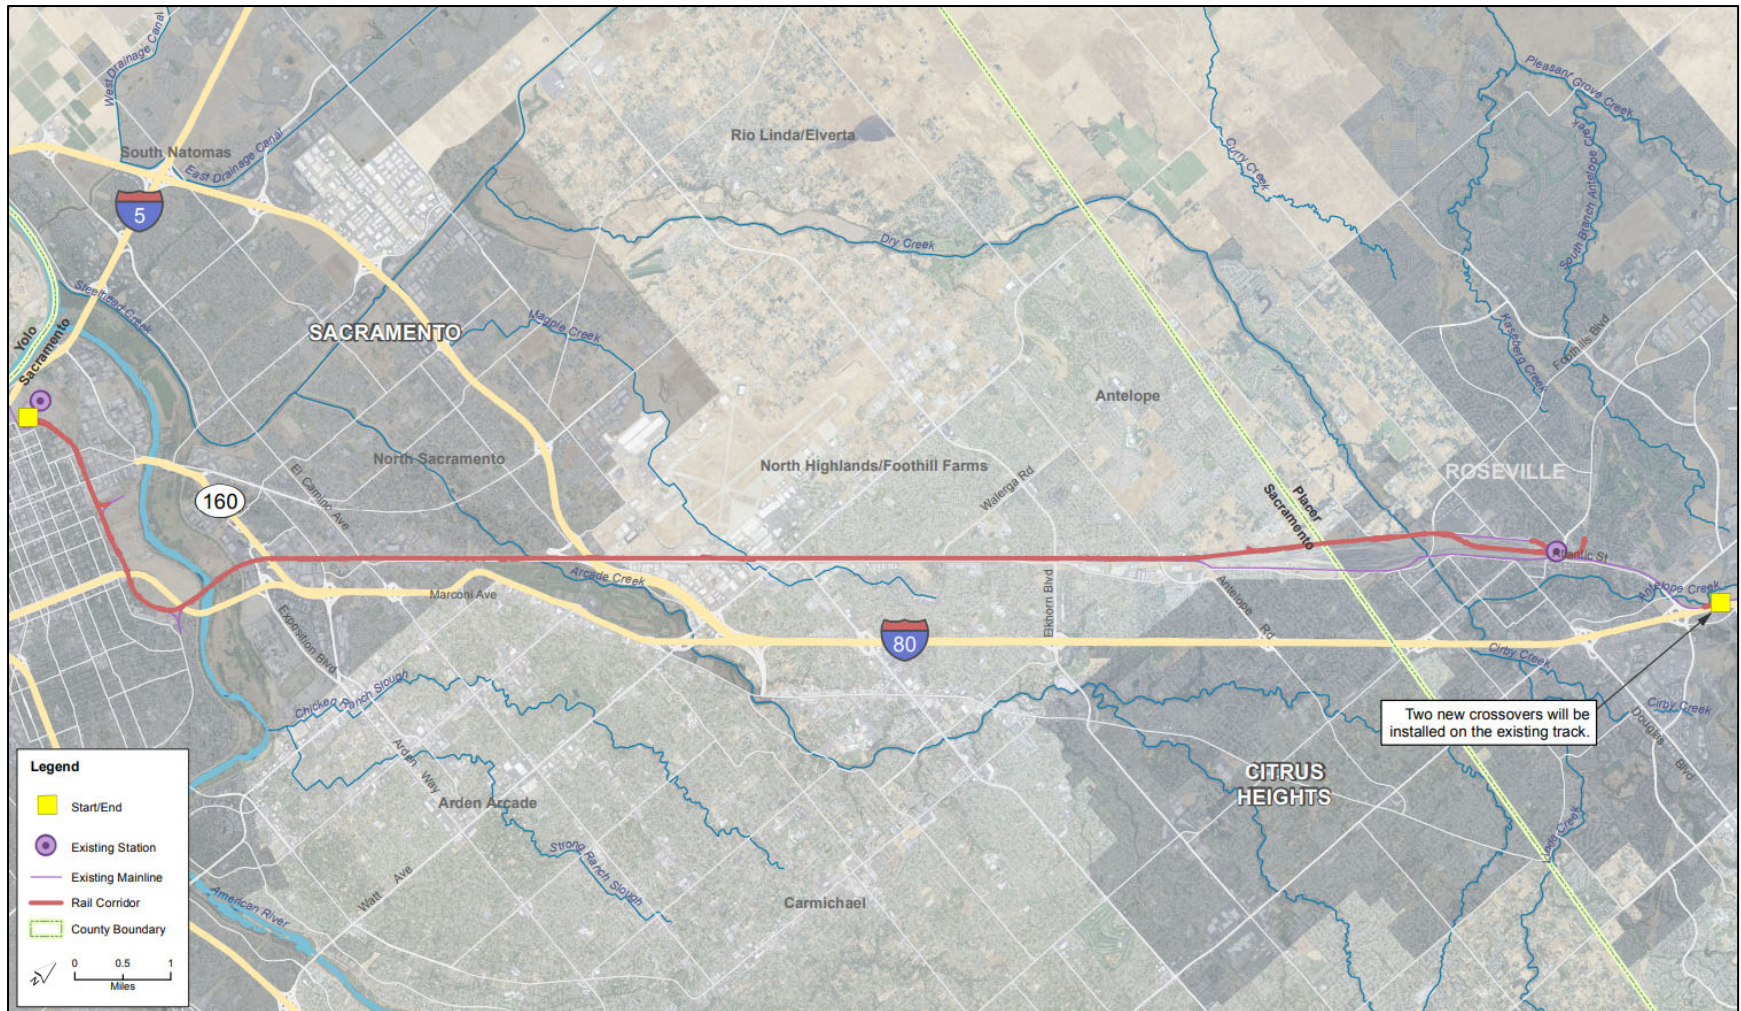 West Drainage Canal
South Natomas
East Drainage Canal
5
Rio Linda/Elverta
Pleasant Grove Creek
Curry Creek
South Branch Antelope Creek
Dry Creek
Steelhead Creek
Yolo
Sacramento
SACRAMENTO
Magpie Creek
Kaseberg Creek
Foothills Blvd
Antelope
North Sacramento
El Camino Ave
North Highlands/Foothill Farms
Walerga Rd
ROSEVILLE
Placer
Sacramento
160
Atlantic St
Arcade Creek
Marconi Ave
Elkhorn Blvd
Antelope
Rd
Antelope Creek
Exposition Blvd
80
Cirby Creek
Chicken Ranch Slough
Cirby Creek
Two new crossovers will be
installed on the existing track.
Douglas
Blvd
Arden Way
CITRUS
HEIGHTS
Arden Arcade
Linda Creek
Strong Ranch Slough
Watt Ave
Carmichael
American River
Legend
Start/End
Existing Station
Existing Mainline
Rail Corridor
County Boundary
N
0 0.5 1
Miles